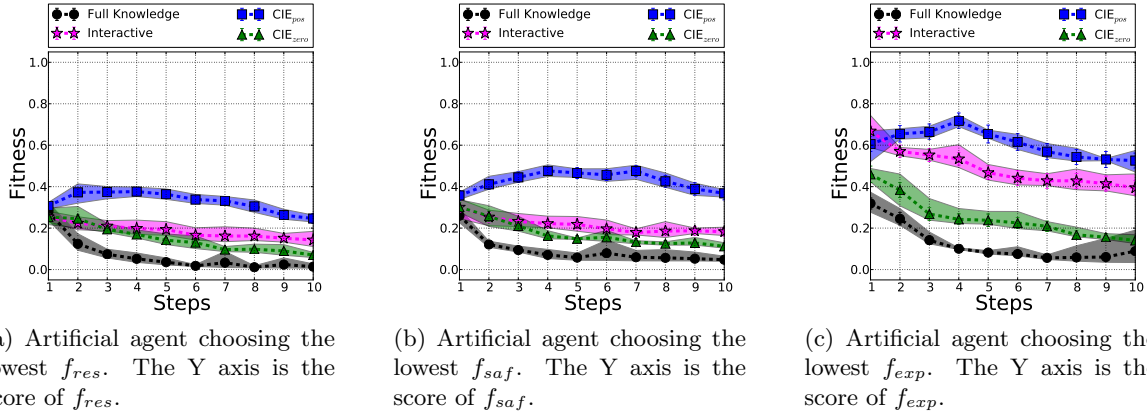 Full Knowledge
Interactive
CIEpos
CIEzero
1.0
0.8
0.6
0.4
0.2
0.0
Fitness
1 2 3 4 5 6 7 8 9 10
Steps
a) Artificial agent choosing the
owest fres. The Y axis is the
core of fres.
Full Knowledge
Interactive
CIEpos
CIEzero
1.0
0.8
0.6
0.4
0.2
0.0
Fitness
1 2 3 4 5 6 7 8 9 10
Steps
(b) Artificial agent choosing the
lowest fsaf. The Y axis is the
score of fsaf.
Full Knowledge
Interactive
CIEpos
CIEzero
1.0
0.8
0.6
0.4
0.2
0.0
Fitness
1 2 3 4 5 6 7 8 9 10
Steps
(c) Artificial agent choosing the
lowest fexp. The Y axis is the
score of fexp.